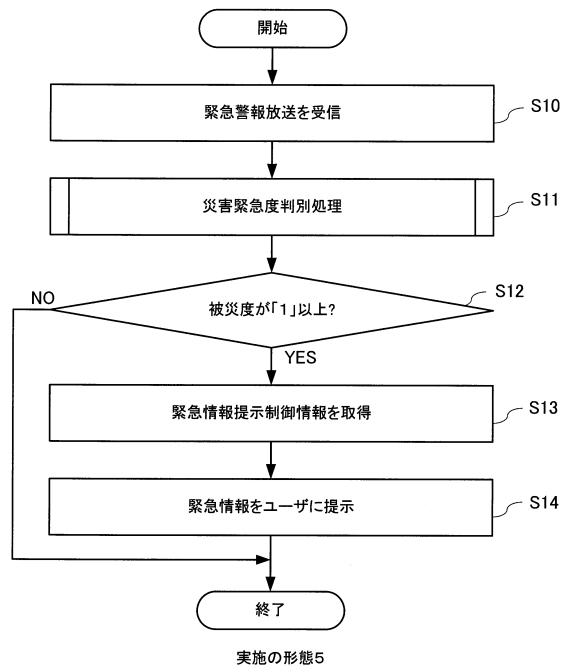 開始
緊急警報放送を受信
S10
災害緊急度判別処理
S11
被災度が「1」以上?
S12
NO
YES
緊急情報提示制御情報を取得
S13
緊急情報をユーザに提示
S14
終了
実施の形態5